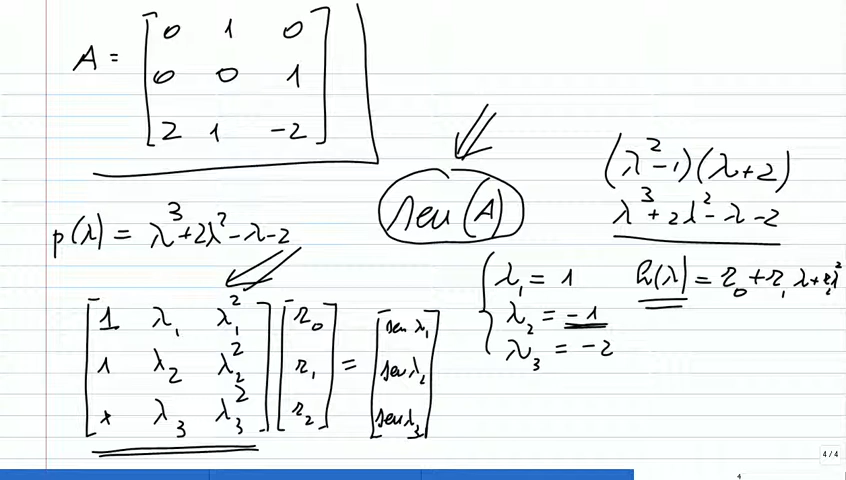 A = [ 0 1 0
0 0 1
2 1 -2 ]
(λ²-1)(λ+2)
λ³+2λ²-λ-2
sen(A)
p(λ) = λ³+2λ²-λ-2
λ₁ = 1
λ₂ = -1
λ₃ = -2
h(λ) = r₀+r₁λ+r₂λ²
[ 1 λ₁ λ₁² ] [ r₀ ] = [ sen λ₁ ]
[ 1 λ₂ λ₂² ] [ r₁ ] = [ sen λ₂ ]
[ 1 λ₃ λ₃² ] [ r₂ ] = [ sen λ₃ ]
4 / 4
4